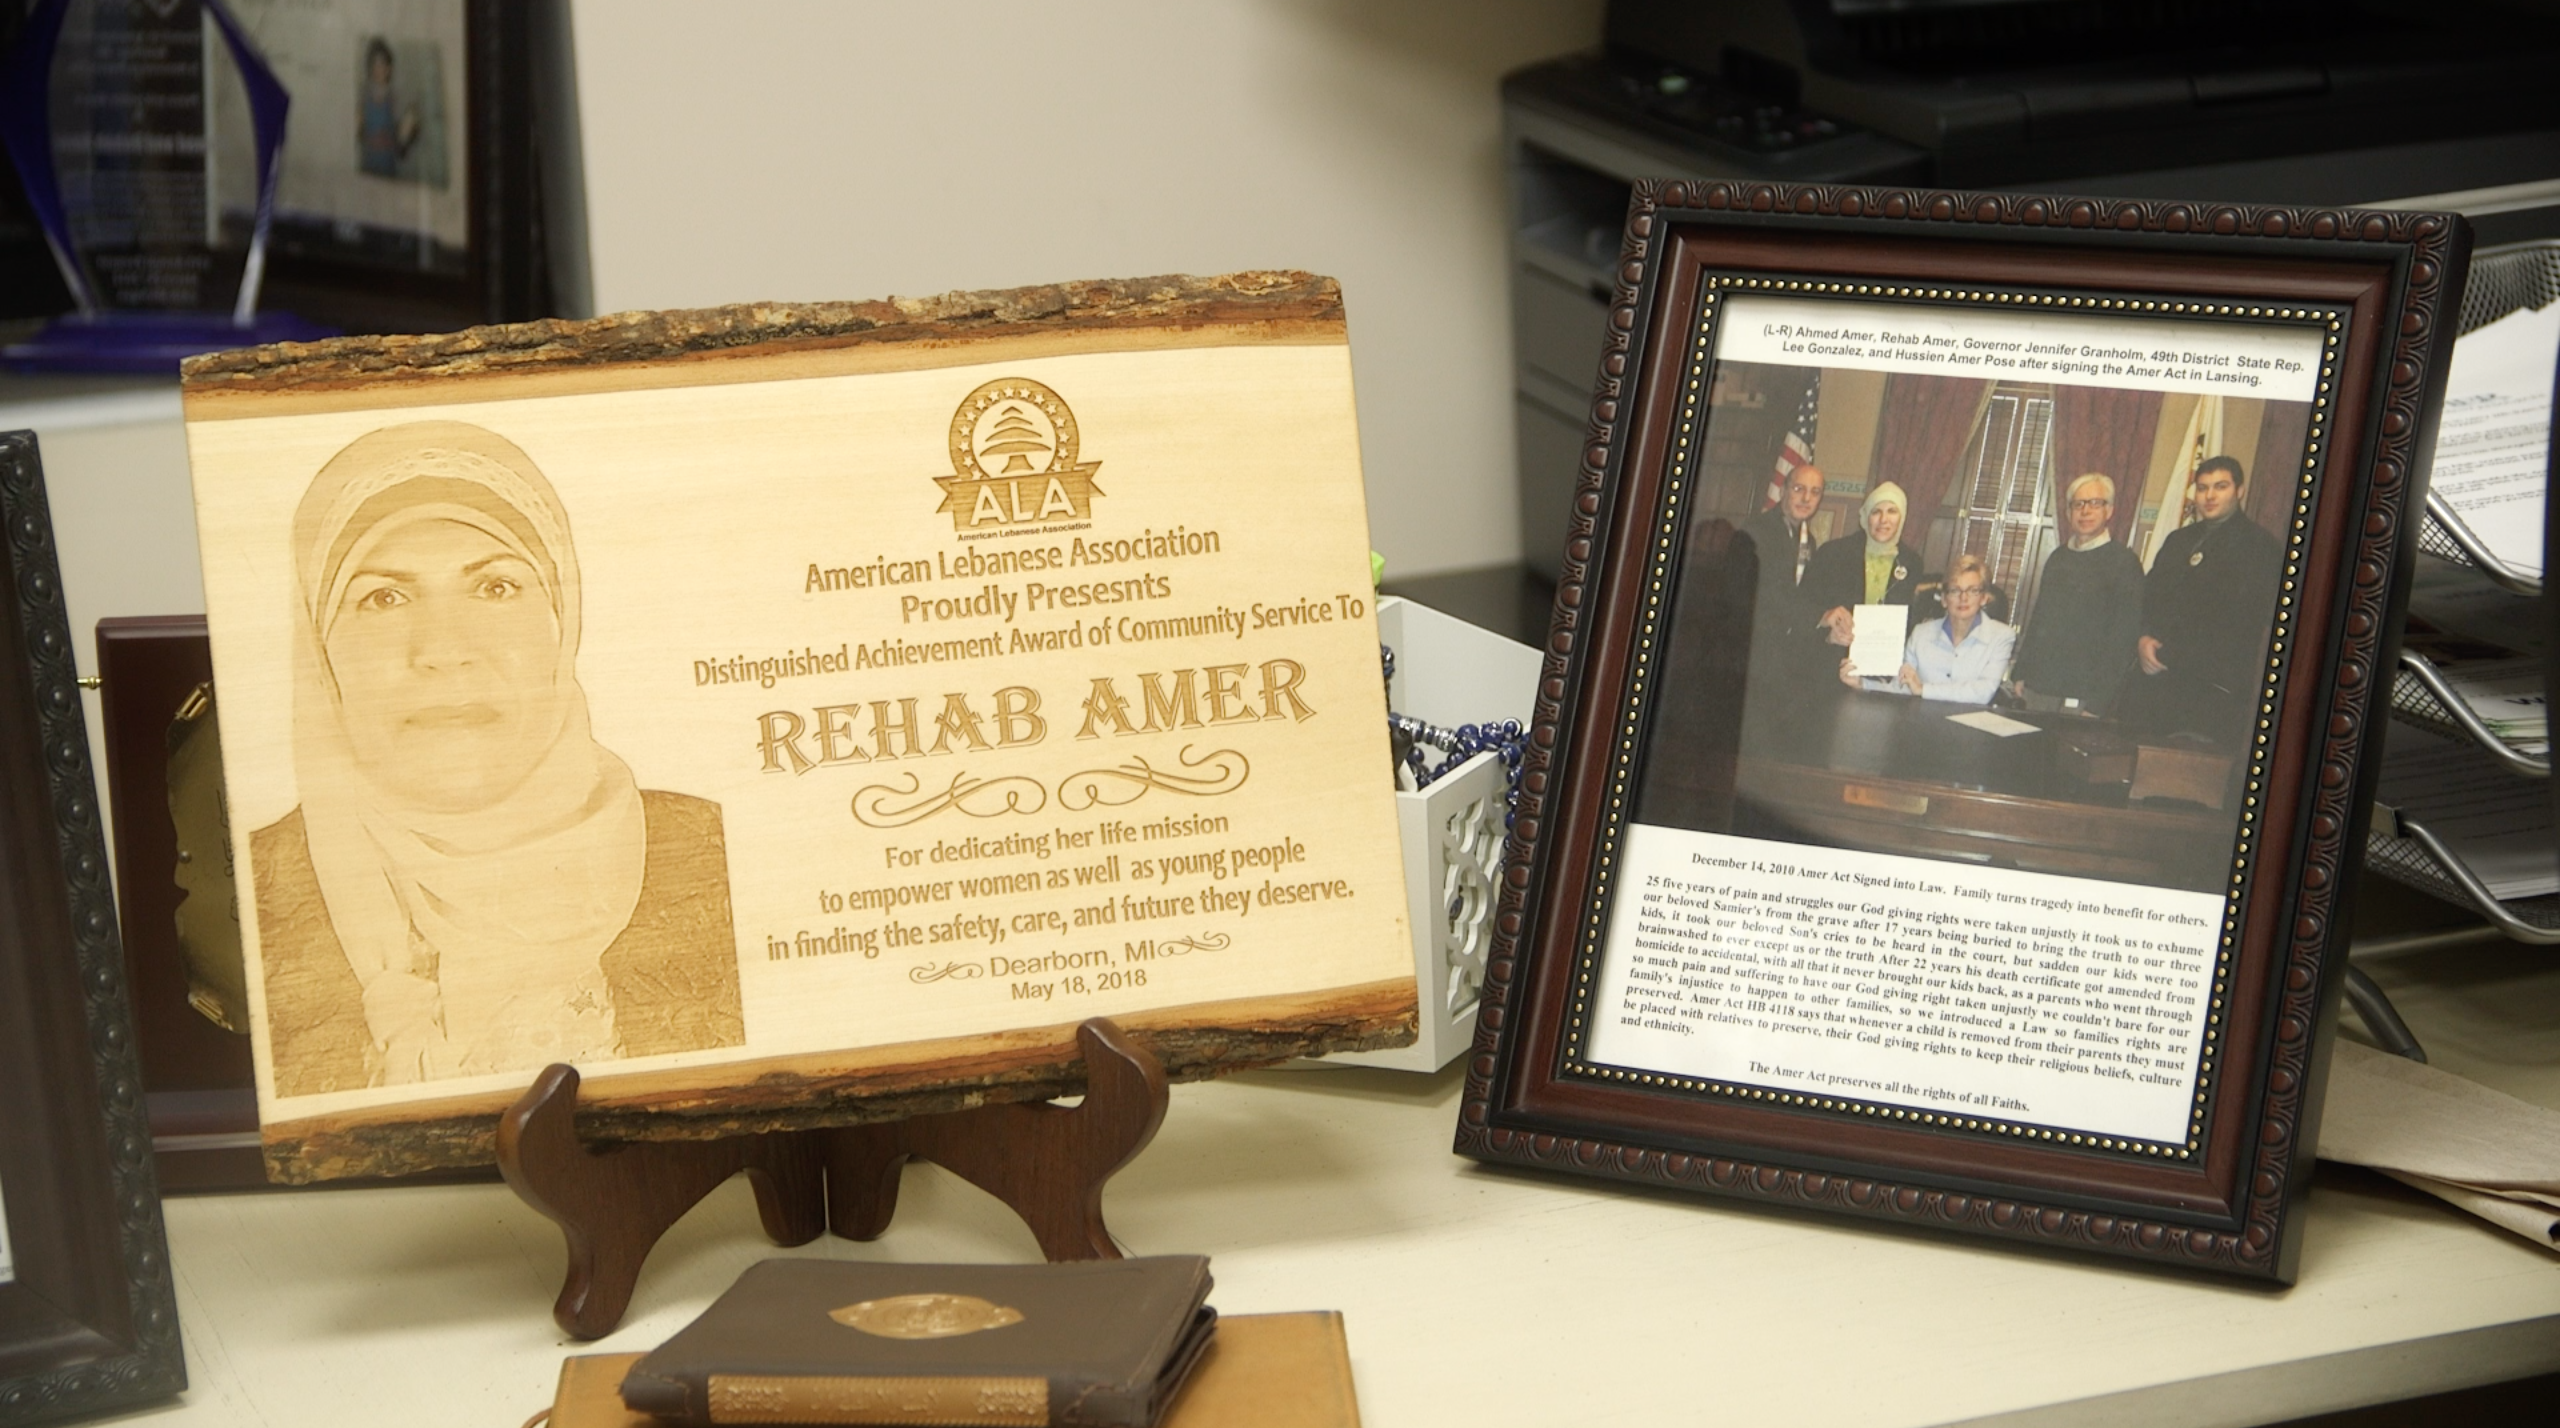 ALA
American Lebanese Association
American Lebanese Association
Proudly Presesnts
Distinguished Achievement Award of Community Service To
REHAB AMER
For dedicating her life mission
to empower women as well as young people
in finding the safety, care, and future they deserve.
Dearborn, MI
May 18, 2018
(L-R) Ahmed Amer, Rehab Amer, Governor Jennifer Granholm, 49th District State Rep.
Lee Gonzalez, and Hussien Amer Pose after signing the Amer Act in Lansing.
December 14, 2010 Amer Act Signed into Law. Family turns tragedy into benefit for others.
25 five years of pain and struggles our God giving rights were taken unjustly it took us to exhume
our beloved Samier's from the grave after 17 years being buried to bring the truth to our three
kids, it took our beloved Son's cries to be heard in the court, but sadden our kids were too
brainwashed to ever except us or the truth After 22 years his death certificate got amended from
homicide to accidental, with all that it never brought our kids back, as a parents who went through
so much pain and suffering to have our God giving right taken unjustly we couldn't bare for our
family's injustice to happen to other families, so we introduced a Law so families rights are
preserved. Amer Act HB 4118 says that whenever a child is removed from their parents they must
be placed with relatives to preserve, their God giving rights to keep their religious beliefs, culture
and ethnicity.
The Amer Act preserves all the rights of all Faiths.